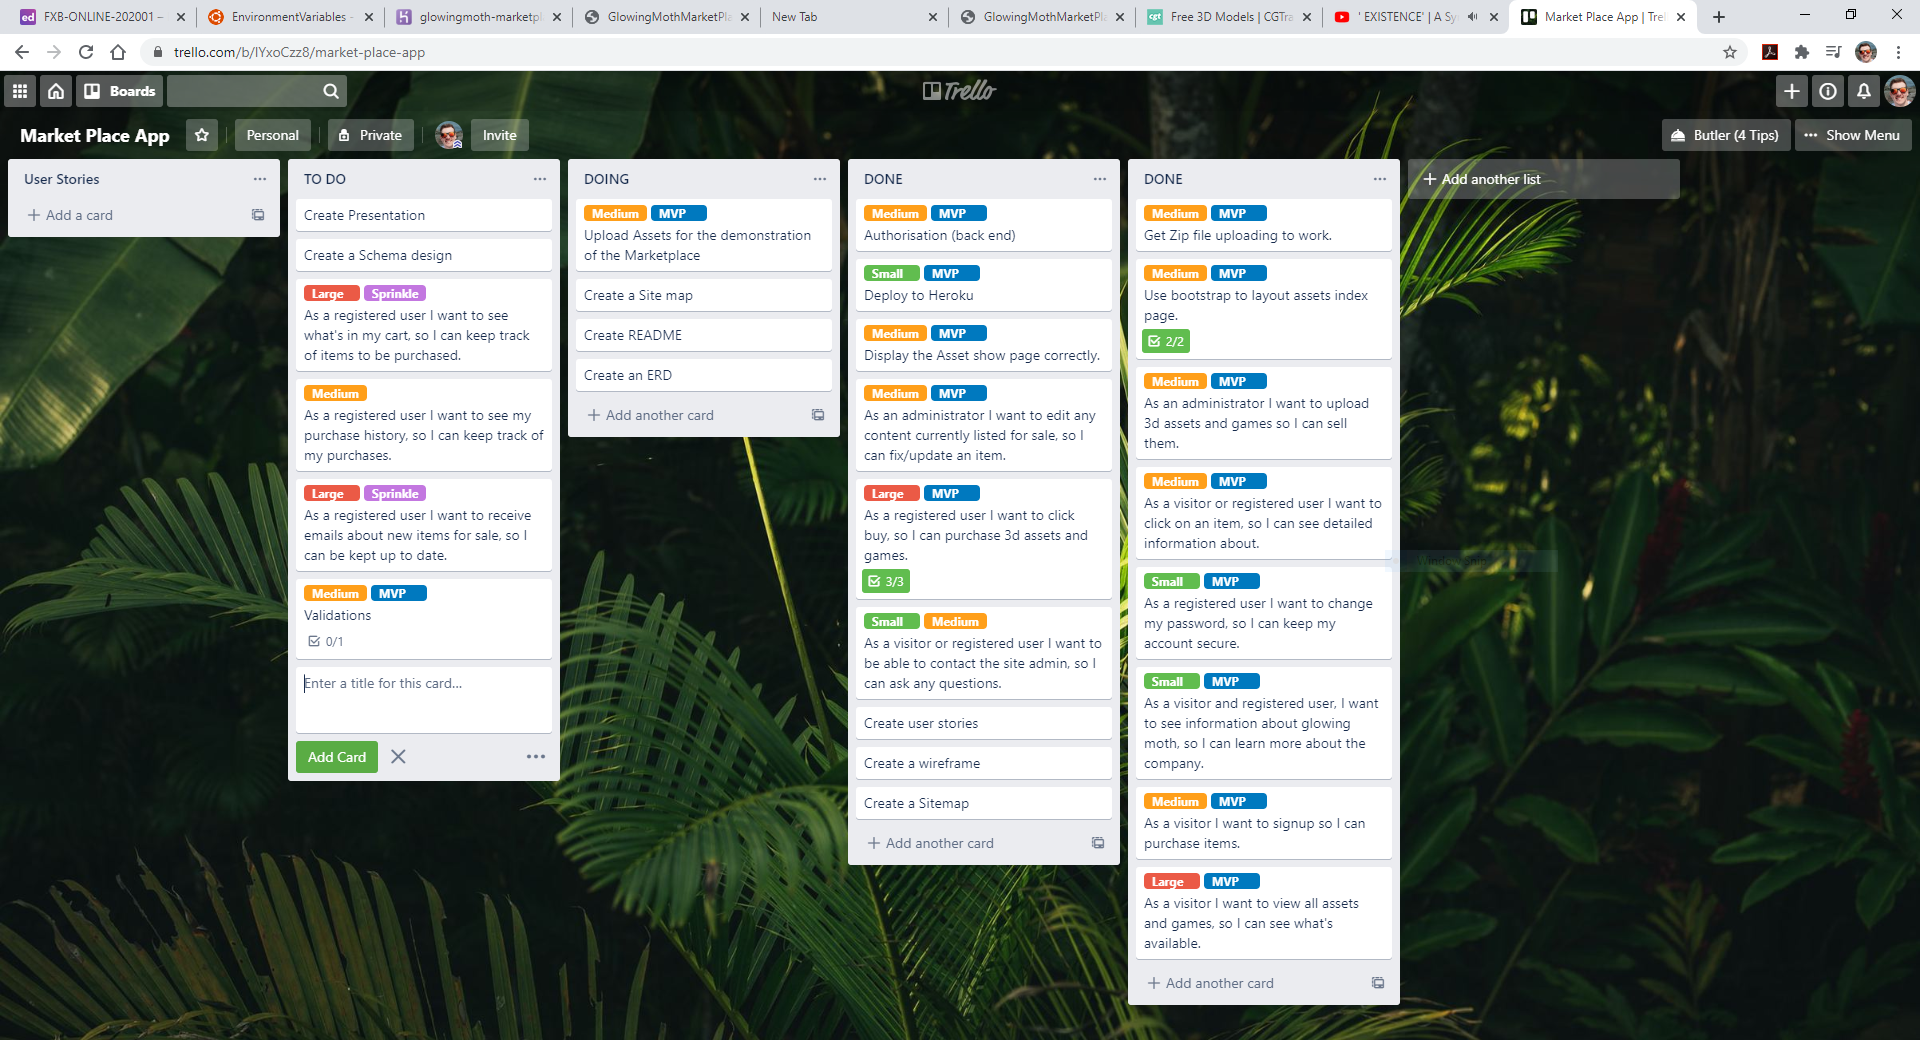 FXB-ONLINE-202001 –
EnvironmentVariables -
glowingmoth-marketpl
GlowingMothMarketPla
New Tab
GlowingMothMarketPla
Free 3D Models | CGTra
' EXISTENCE' | A Sy
Market Place App | Trel
trello.com/b/lYxoCzz8/market-place-app
Boards
Trello
Market Place App
Personal
Private
Invite
Butler (4 Tips)
Show Menu
User Stories
Add a card
TO DO
Create Presentation
Create a Schema design
Large Sprinkle
As a registered user I want to see
what's in my cart, so I can keep track
of items to be purchased.
Medium
As a registered user I want to see my
purchase history, so I can keep track of
my purchases.
Large Sprinkle
As a registered user I want to receive
emails about new items for sale, so I
can be kept up to date.
Medium MVP
Validations
0/1
Enter a title for this card...
Add Card
DOING
Medium MVP
Upload Assets for the demonstration
of the Marketplace
Create a Site map
Create README
Create an ERD
Add another card
DONE
Medium MVP
Authorisation (back end)
Small MVP
Deploy to Heroku
Medium MVP
Display the Asset show page correctly.
Medium MVP
As an administrator I want to edit any
content currently listed for sale, so I
can fix/update an item.
Large MVP
As a registered user I want to click
buy, so I can purchase 3d assets and
games.
3/3
Small Medium
As a visitor or registered user I want to
be able to contact the site admin, so I
can ask any questions.
Create user stories
Create a wireframe
Create a Sitemap
Add another card
DONE
Medium MVP
Get Zip file uploading to work.
Medium MVP
Use bootstrap to layout assets index
page.
2/2
Medium MVP
As an administrator I want to upload
3d assets and games so I can sell
them.
Medium MVP
As a visitor or registered user I want to
click on an item, so I can see detailed
information about.
Small MVP
As a registered user I want to change
my password, so I can keep my
account secure.
Small MVP
As a visitor and registered user, I want
to see information about glowing
moth, so I can learn more about the
company.
Medium MVP
As a visitor I want to signup so I can
purchase items.
Large MVP
As a visitor I want to view all assets
and games, so I can see what's
available.
Add another card
Add another list